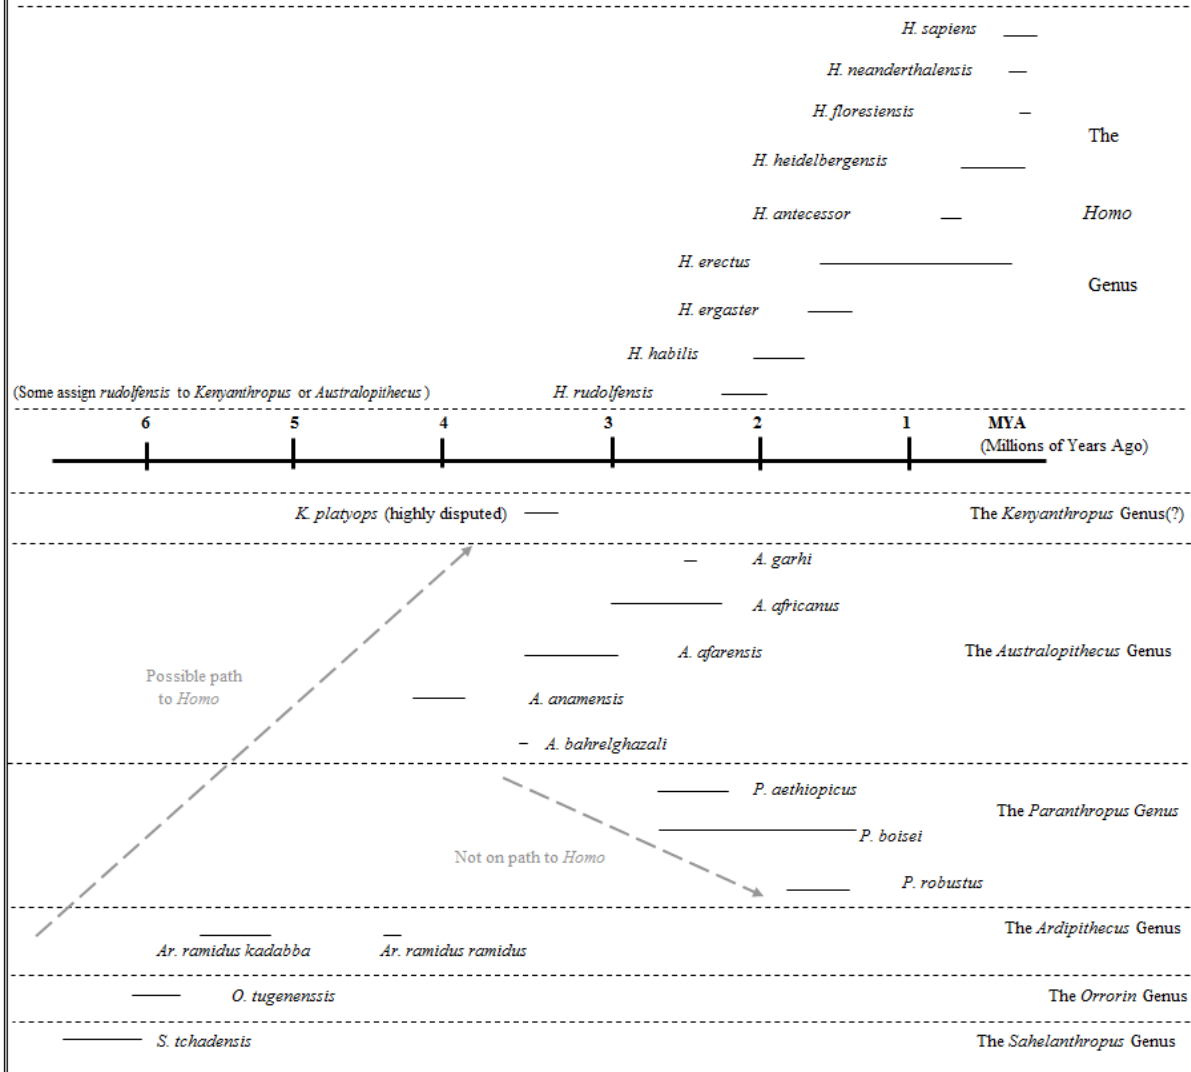 H. sapiens
H. neanderthalensis
H. floresiensis
The
H. heidelbergensis
H. antecessor
Homo
H. erectus
Genus
H. ergaster
H. habilis
(Some assign rudolfensis to Kenyanthropus or Australopithecus)
H. rudolfensis
6 5 4 3 2 1 MYA
(Millions of Years Ago)
K. platyops (highly disputed)
The Kenyanthropus Genus(?)
A. garhi
A. africanus
A. afarensis
The Australopithecus Genus
Possible path
to Homo
A. anamensis
A. bahrelghazali
P. aethiopicus
The Paranthropus Genus
P. boisei
Not on path to Homo
P. robustus
The Ardipithecus Genus
Ar. ramidus kadabba
Ar. ramidus ramidus
O. tugenenssis
The Orrorin Genus
S. tchadensis
The Sahelanthropus Genus